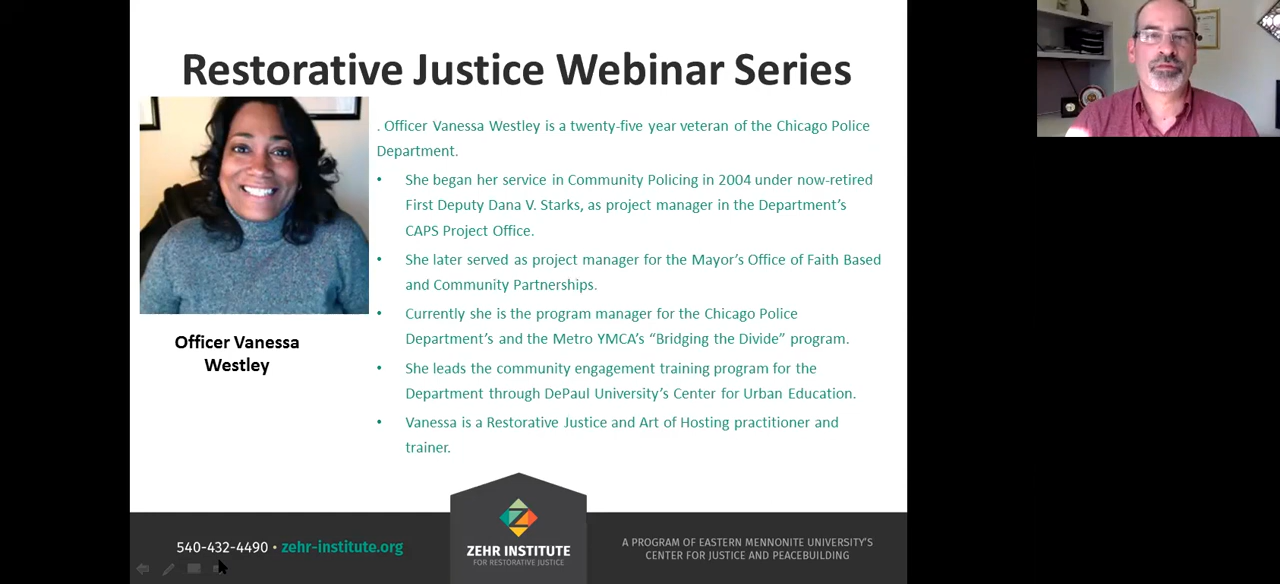 Restorative Justice Webinar Series
. Officer Vanessa Westley is a twenty-five year veteran of the Chicago Police
Department.
• She began her service in Community Policing in 2004 under now-retired
First Deputy Dana V. Starks, as project manager in the Department's
CAPS Project Office.
• She later served as project manager for the Mayor's Office of Faith Based
and Community Partnerships.
• Currently she is the program manager for the Chicago Police
Department's and the Metro YMCA's “Bridging the Divide” program.
• She leads the community engagement training program for the
Department through DePaul University's Center for Urban Education.
• Vanessa is a Restorative Justice and Art of Hosting practitioner and
trainer.
Officer Vanessa
Westley
540-432-4490 • zehr-institute.org
ZEHR INSTITUTE
FOR RESTORATIVE JUSTICE
A PROGRAM OF EASTERN MENNONITE UNIVERSITY'S
CENTER FOR JUSTICE AND PEACEBUILDING